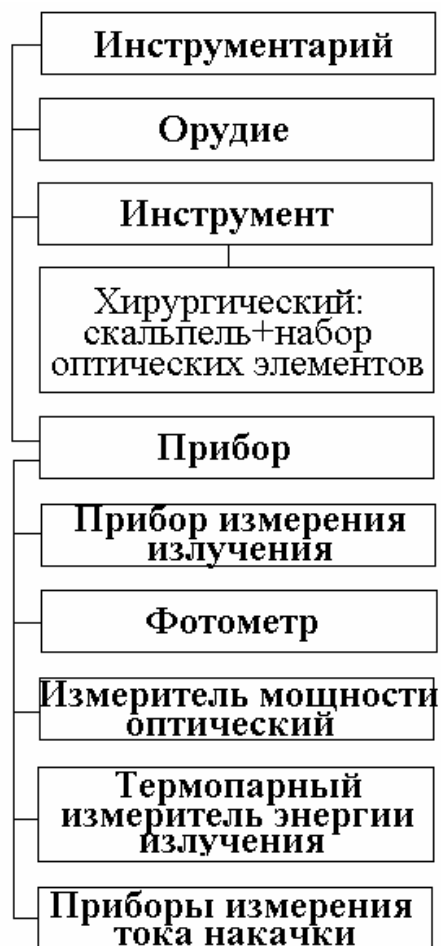 Инструментарий
Орудие
Инструмент
Хирургический:
скальпель+набор
оптических элементов
Прибор
Прибор измерения
излучения
Фотометр
Измеритель мощности
оптический
Термопарный
измеритель энергии
излучения
Приборы измерения
тока накачки